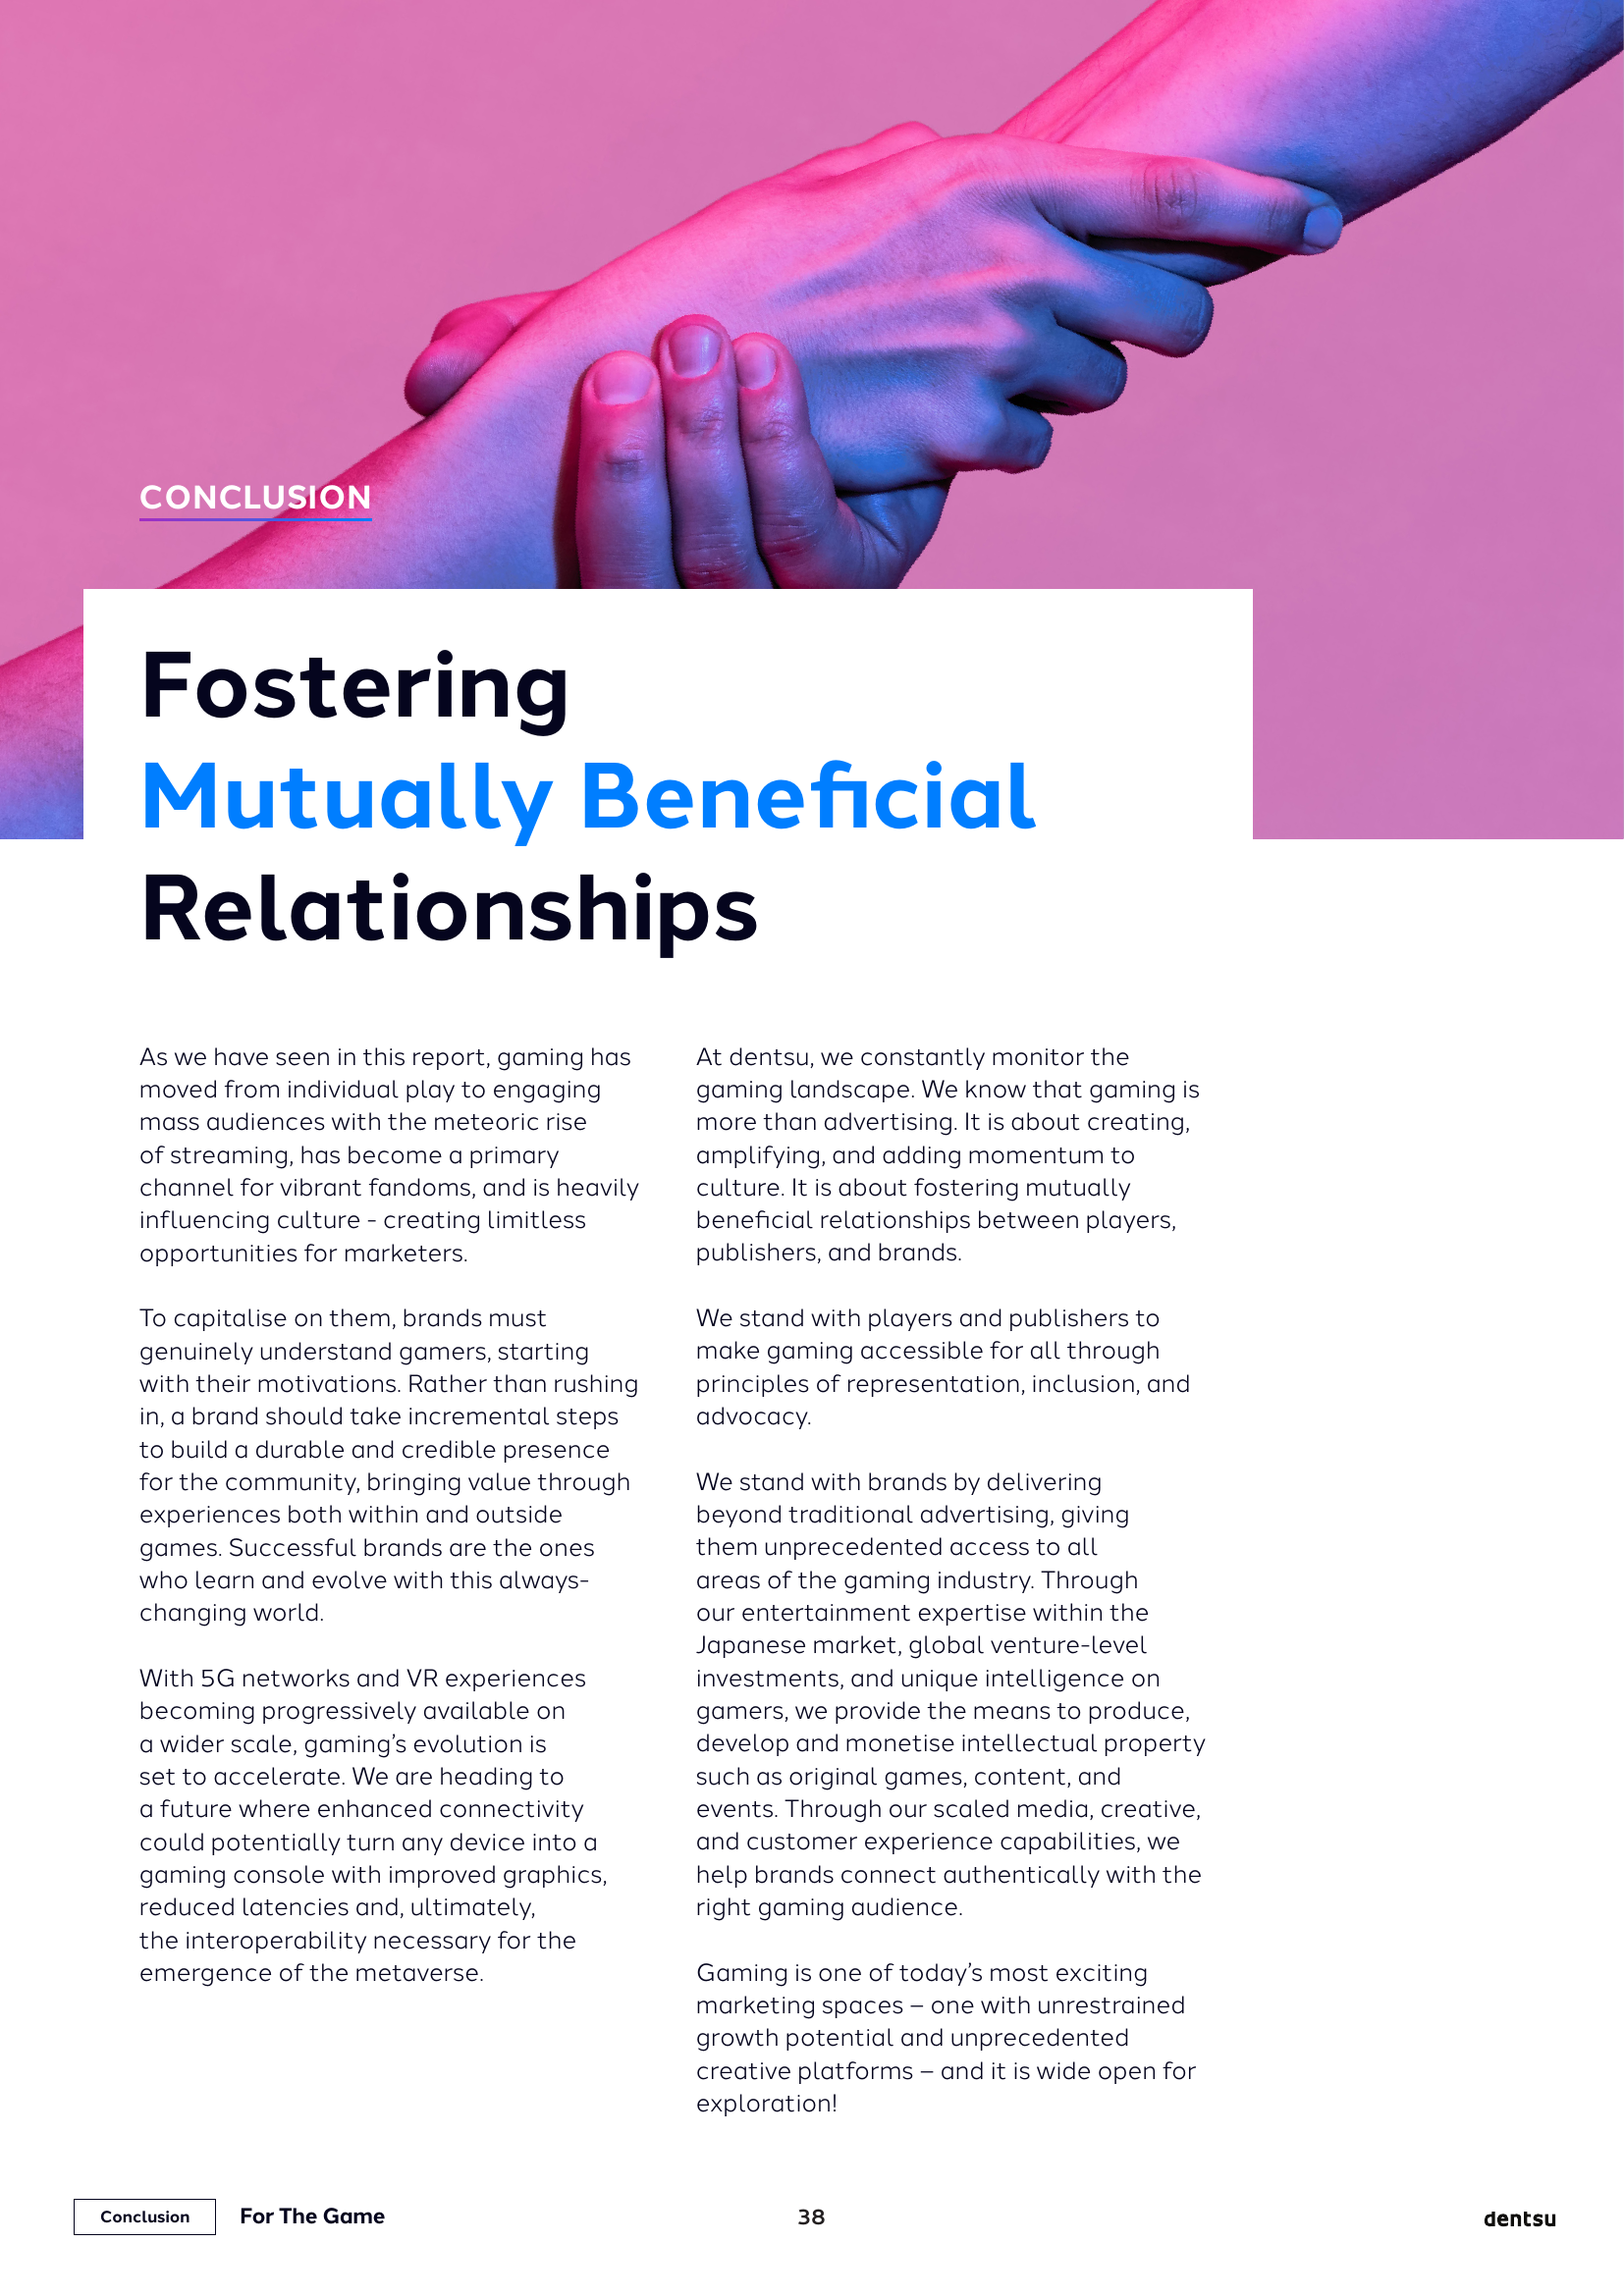 CONCLUSION
Fostering
Mutually Beneficial
Relationships
As we have seen in this report, gaming has
moved from individual play to engaging
mass audiences with the meteoric rise
of streaming, has become a primary
channel for vibrant fandoms, and is heavily
influencing culture - creating limitless
opportunities for marketers.
To capitalise on them, brands must
genuinely understand gamers, starting
with their motivations. Rather than rushing
in, a brand should take incremental steps
to build a durable and credible presence
for the community, bringing value through
experiences both within and outside
games. Successful brands are the ones
who learn and evolve with this always-
changing world.
With 5G networks and VR experiences
becoming progressively available on
a wider scale, gaming’s evolution is
set to accelerate. We are heading to
a future where enhanced connectivity
could potentially turn any device into a
gaming console with improved graphics,
reduced latencies and, ultimately,
the interoperability necessary for the
emergence of the metaverse.
At dentsu, we constantly monitor the
gaming landscape. We know that gaming is
more than advertising. It is about creating,
amplifying, and adding momentum to
culture. It is about fostering mutually
beneficial relationships between players,
publishers, and brands.
We stand with players and publishers to
make gaming accessible for all through
principles of representation, inclusion, and
advocacy.
We stand with brands by delivering
beyond traditional advertising, giving
them unprecedented access to all
areas of the gaming industry. Through
our entertainment expertise within the
Japanese market, global venture-level
investments, and unique intelligence on
gamers, we provide the means to produce,
develop and monetise intellectual property
such as original games, content, and
events. Through our scaled media, creative,
and customer experience capabilities, we
help brands connect authentically with the
right gaming audience.
Gaming is one of today’s most exciting
marketing spaces – one with unrestrained
growth potential and unprecedented
creative platforms – and it is wide open for
exploration!
Conclusion
For The Game
38
dentsu